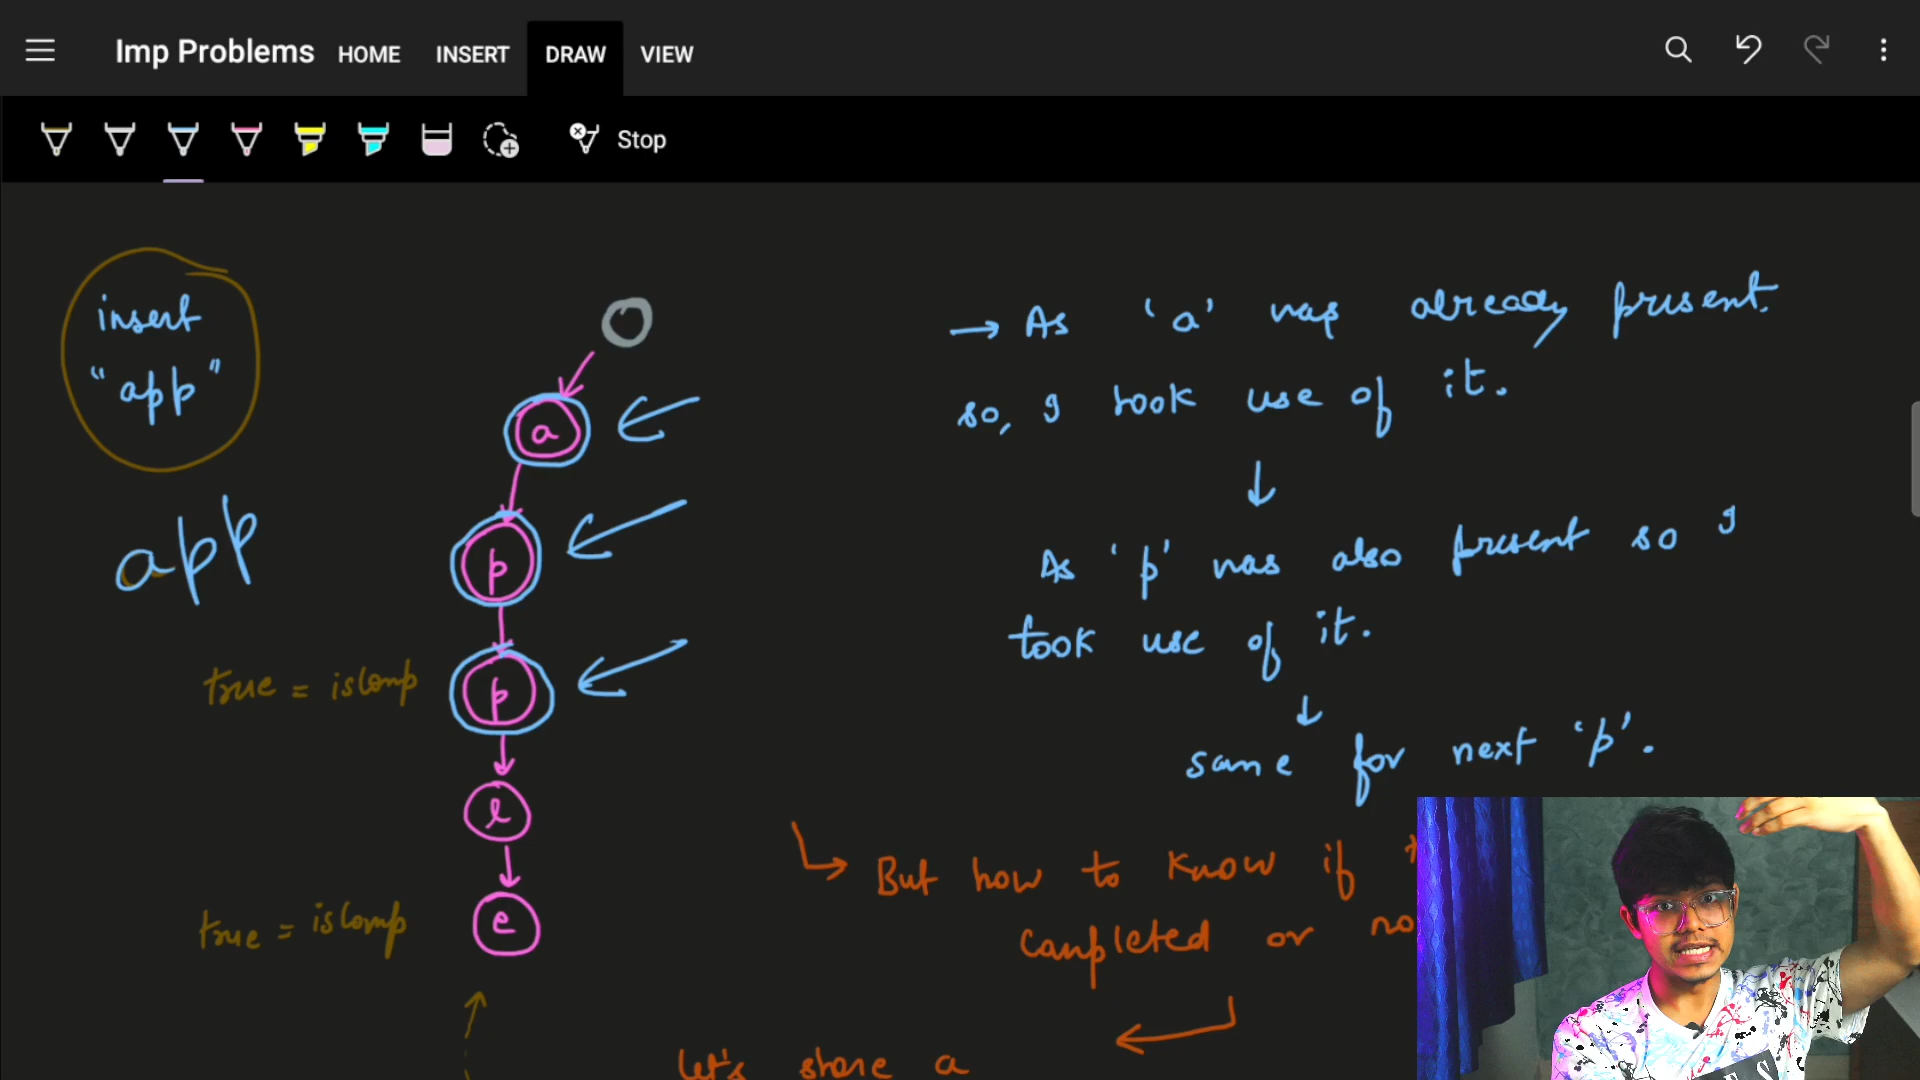 Imp Problems HOME INSERT DRAW VIEW
Stop
insert
"app"
app
a
p
p
l
e
true = isComp
true = isComp
→ As 'a' was already present.
so, I took use of it.
↓
As 'p' was also present so I
took use of it.
↓
same for next 'p'.
But how to know if
completed or no
let's share a